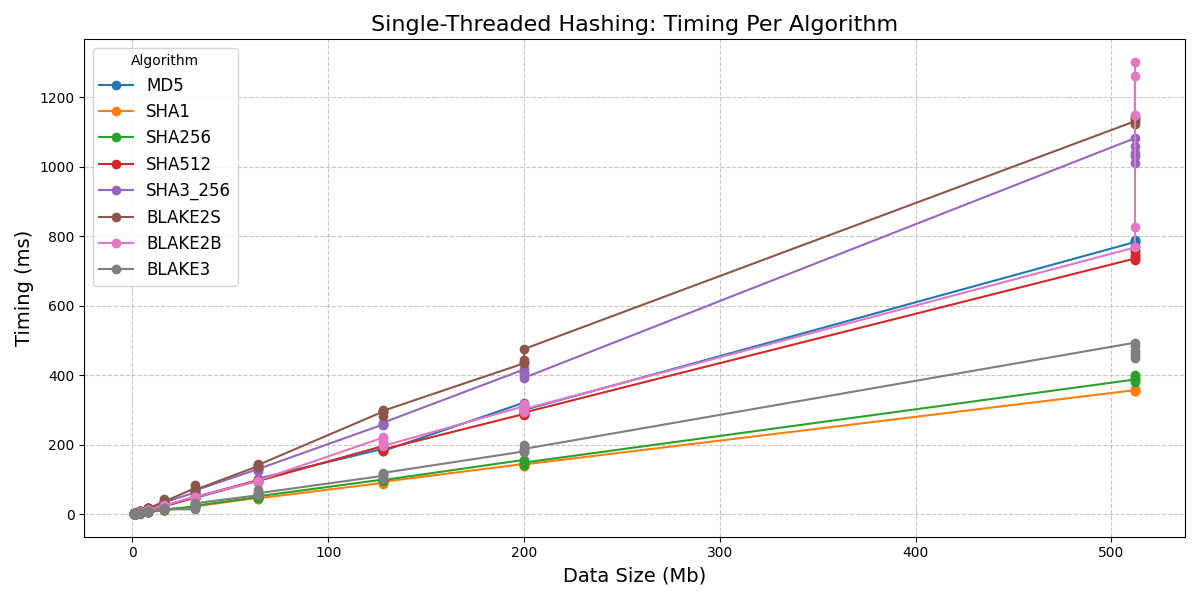 Single-Threaded Hashing: Timing Per Algorithm
Algorithm
MD5
SHA1
SHA256
SHA512
SHA3_256
BLAKE2S
BLAKE2B
BLAKE3
Timing (ms)
1200
1000
800
600
400
200
0
0 100 200 300 400 500
Data Size (Mb)